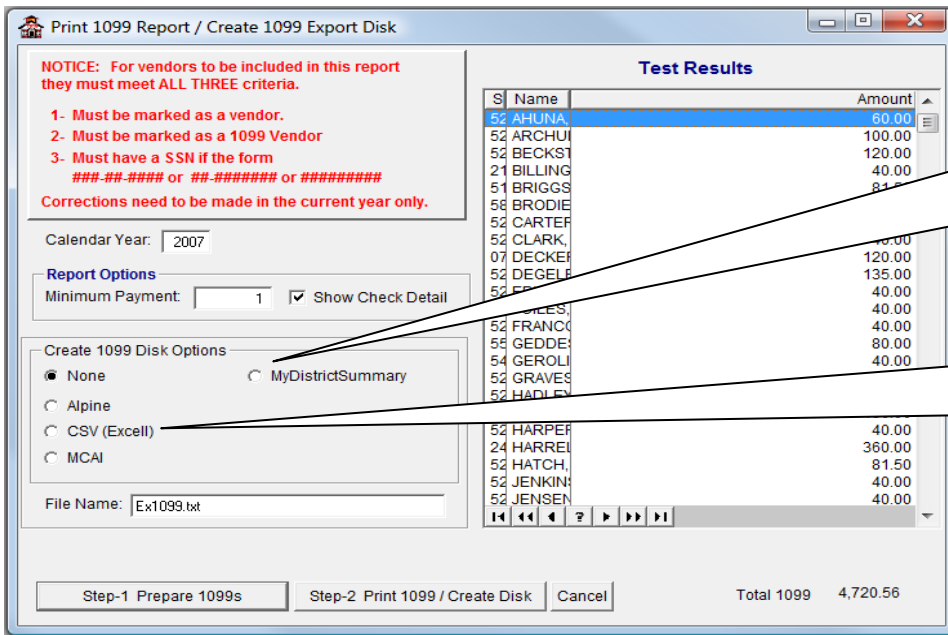 Print 1099 Report / Create 1099 Export Disk
NOTICE: For vendors to be included in this report
they must meet ALL THREE criteria.
1- Must be marked as a vendor.
2- Must be marked as a 1099 Vendor
3- Must have a SSN if the form
###-##-#### or ##-####### or #########
Corrections need to be made in the current year only.
Calendar Year: 2007
Report Options
Minimum Payment: 1 Show Check Detail
Create 1099 Disk Options
None MyDistrictSummary
Alpine
CSV (Excell)
MCAI
File Name: Ex1099.txt
Test Results
S Name Amount
52 AHUNA, 60.00
52 ARCHUI 100.00
52 BECKST 120.00
21 BILLING 40.00
51 BRIGGS
58 BRODIE
52 CARTER
52 CLARK,
07 DECKER 120.00
52 DEGELE 135.00
52 40.00
40.00
52 FRANCO 40.00
55 GEDDES 80.00
54 GEROLI 40.00
52 GRAVES
52 HADLEY
52 HARPER 40.00
24 HARREL 360.00
52 HATCH, 81.50
52 JENKINS 40.00
52 JENSEN 40.00
?
Step-1 Prepare 1099s Step-2 Print 1099 / Create Disk Cancel Total 1099 4,720.56